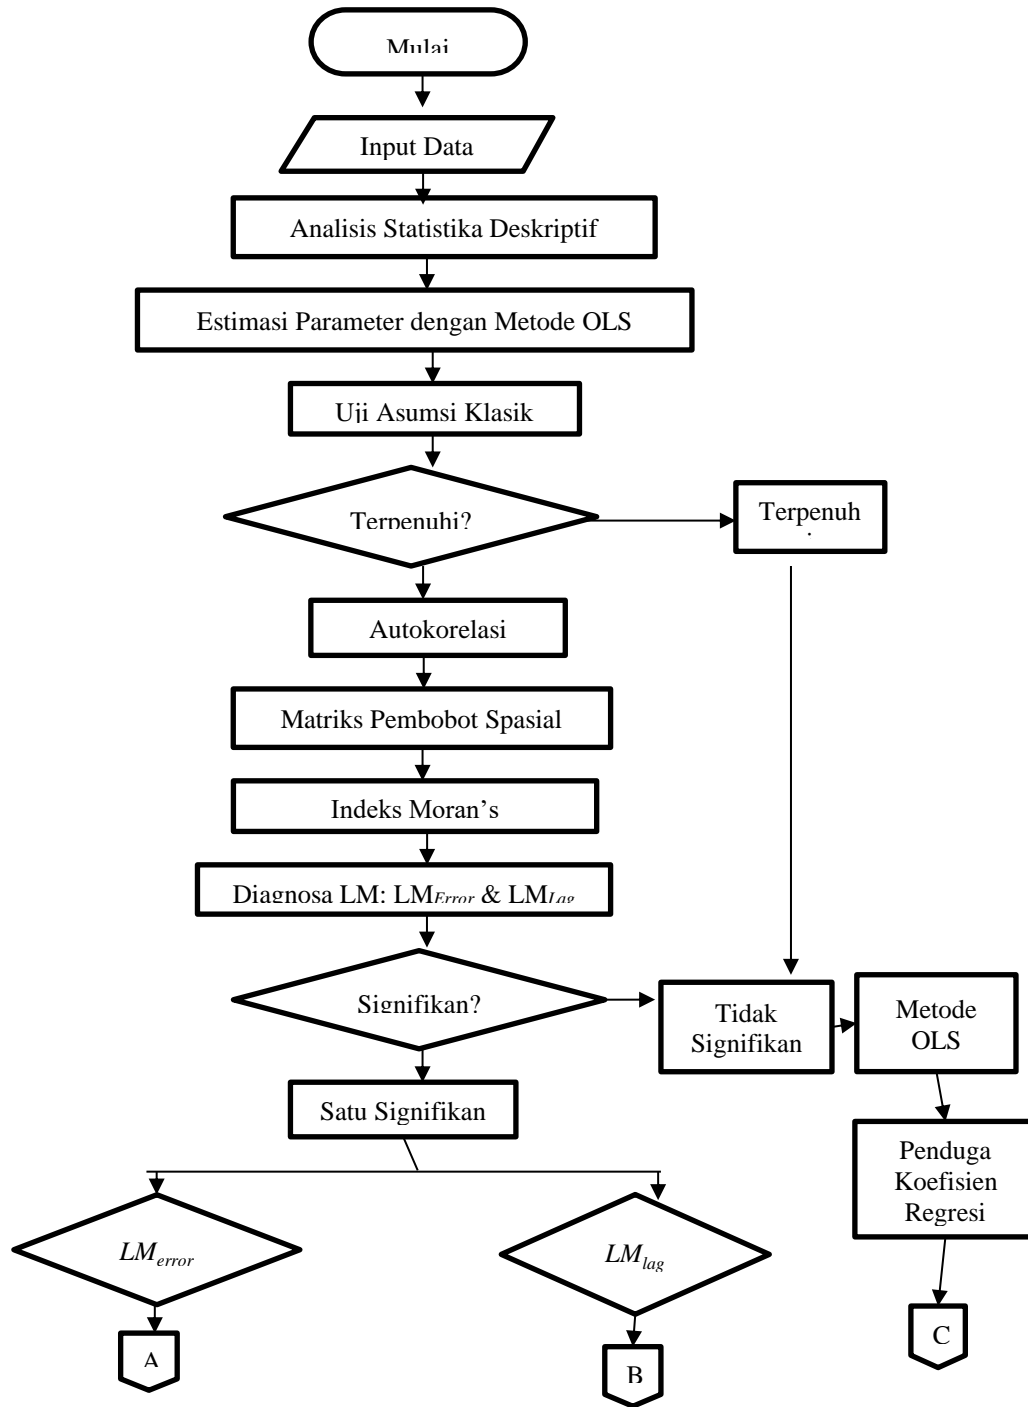 Mulai
Input Data
Analisis Statistika Deskriptif
Estimasi Parameter dengan Metode OLS
Uji Asumsi Klasik
Terpenuhi?
Terpenuh
i
Autokorelasi
Matriks Pembobot Spasial
Indeks Moran’s
Diagnosa LM: LMError & LMLag
Signifikan?
Tidak
Signifikan
Metode
OLS
Satu Signifikan
Penduga
Koefisien
Regresi
LMerror
LMlag
A
B
C